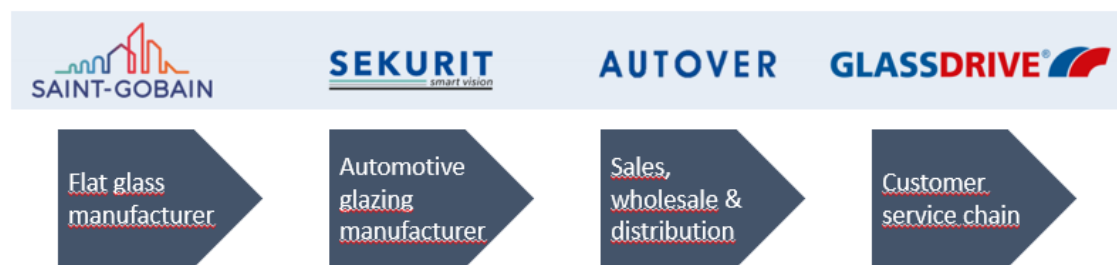 SAINT-GOBAIN
SEKURIT
smart vision
AUTOVER
GLASSDRIVE®
Flat glass
manufacturer
Automotive
glazing
manufacturer
Sales,
wholesale &
distribution
Customer
service chain